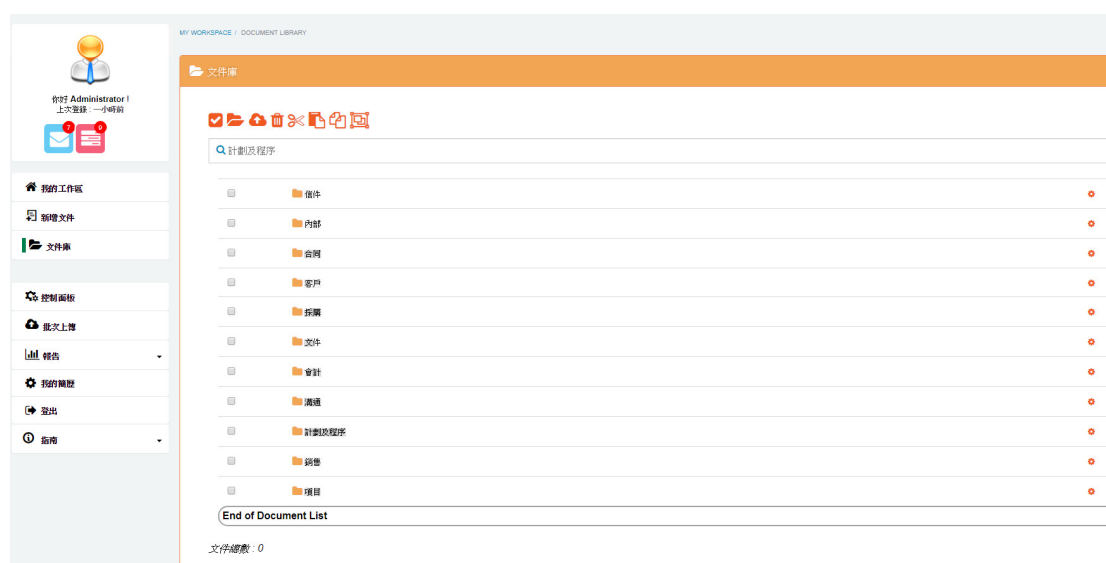 MY WORKSPACE / DOCUMENT LIBRARY
文件庫
你好 Administrator !
上次登錄 : 一小時前
7
9
計劃及程序
我的工作區
新增文件
文件庫
控制面板
批次上傳
報告
我的簡歷
登出
指南
信件
內部
合同
客戶
採購
文件
會計
溝通
計劃及程序
銷售
項目
End of Document List
文件總數 : 0